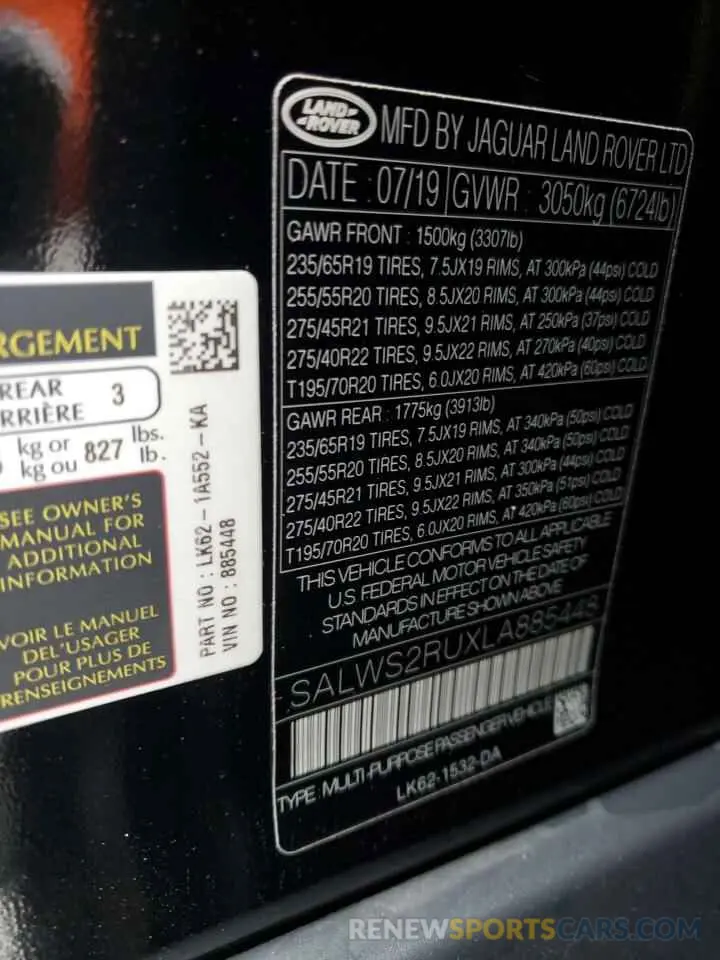 RGEMENT
REAR 3
RRIÈRE
kg or 827 lbs.
kg ou lb.
SEE OWNER'S
MANUAL FOR
ADDITIONAL
INFORMATION
VOIR LE MANUEL
DEL'USAGER
POUR PLUS DE
RENSEIGNEMENTS
PART NO : LK62-1A552-KA
VIN NO : 885448
LAND ROVER MFD BY JAGUAR LAND ROVER LTD
DATE : 07/19 GVWR : 3050kg (6724lb)
GAWR FRONT : 1500kg (3307lb)
235/65R19 TIRES, 7.5JX19 RIMS, AT 300kPa (44psi) COLD
255/55R20 TIRES, 8.5JX20 RIMS, AT 300kPa (44psi) COLD
275/45R21 TIRES, 9.5JX21 RIMS, AT 250kPa (37psi) COLD
275/40R22 TIRES, 9.5JX22 RIMS, AT 270kPa (40psi) COLD
T195/70R20 TIRES, 6.0JX20 RIMS, AT 420kPa (60psi) COLD
GAWR REAR : 1775kg (3913lb)
235/65R19 TIRES, 7.5JX19 RIMS, AT 340kPa (50psi) COLD
255/55R20 TIRES, 8.5JX20 RIMS, AT 340kPa (50psi) COLD
275/45R21 TIRES, 9.5JX21 RIMS, AT 300kPa (44psi) COLD
275/40R22 TIRES, 9.5JX22 RIMS, AT 350kPa (51psi) COLD
T195/70R20 TIRES, 6.0JX20 RIMS, AT 420kPa (60psi) COLD
THIS VEHICLE CONFORMS TO ALL APPLICABLE
U.S. FEDERAL MOTOR VEHICLE SAFETY
STANDARDS IN EFFECT ON THE DATE OF
MANUFACTURE SHOWN ABOVE
SALWS2RUXLA885448
TYPE : MULTI-PURPOSE PASSENGER VEHICLE
LK62-1532-DA
RENEWSPORTSCARS.COM